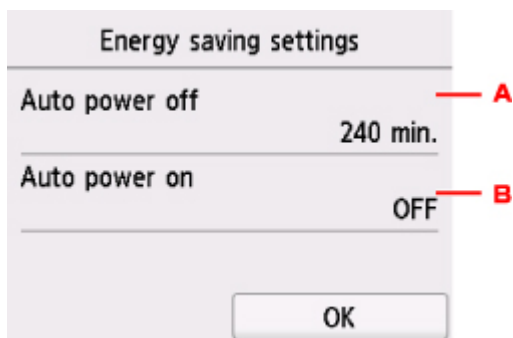 Energy saving settings
Auto power off
A
240 min.
Auto power on
B
OFF
OK